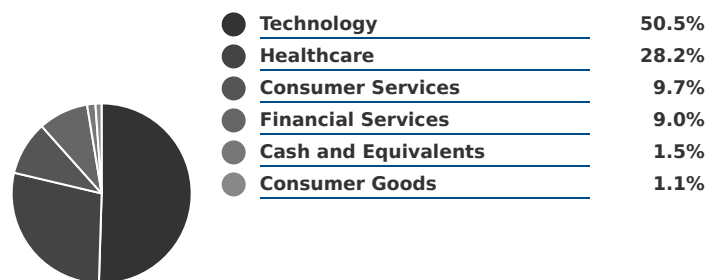 Technology 50.5%
Healthcare 28.2%
Consumer Services 9.7%
Financial Services 9.0%
Cash and Equivalents 1.5%
Consumer Goods 1.1%